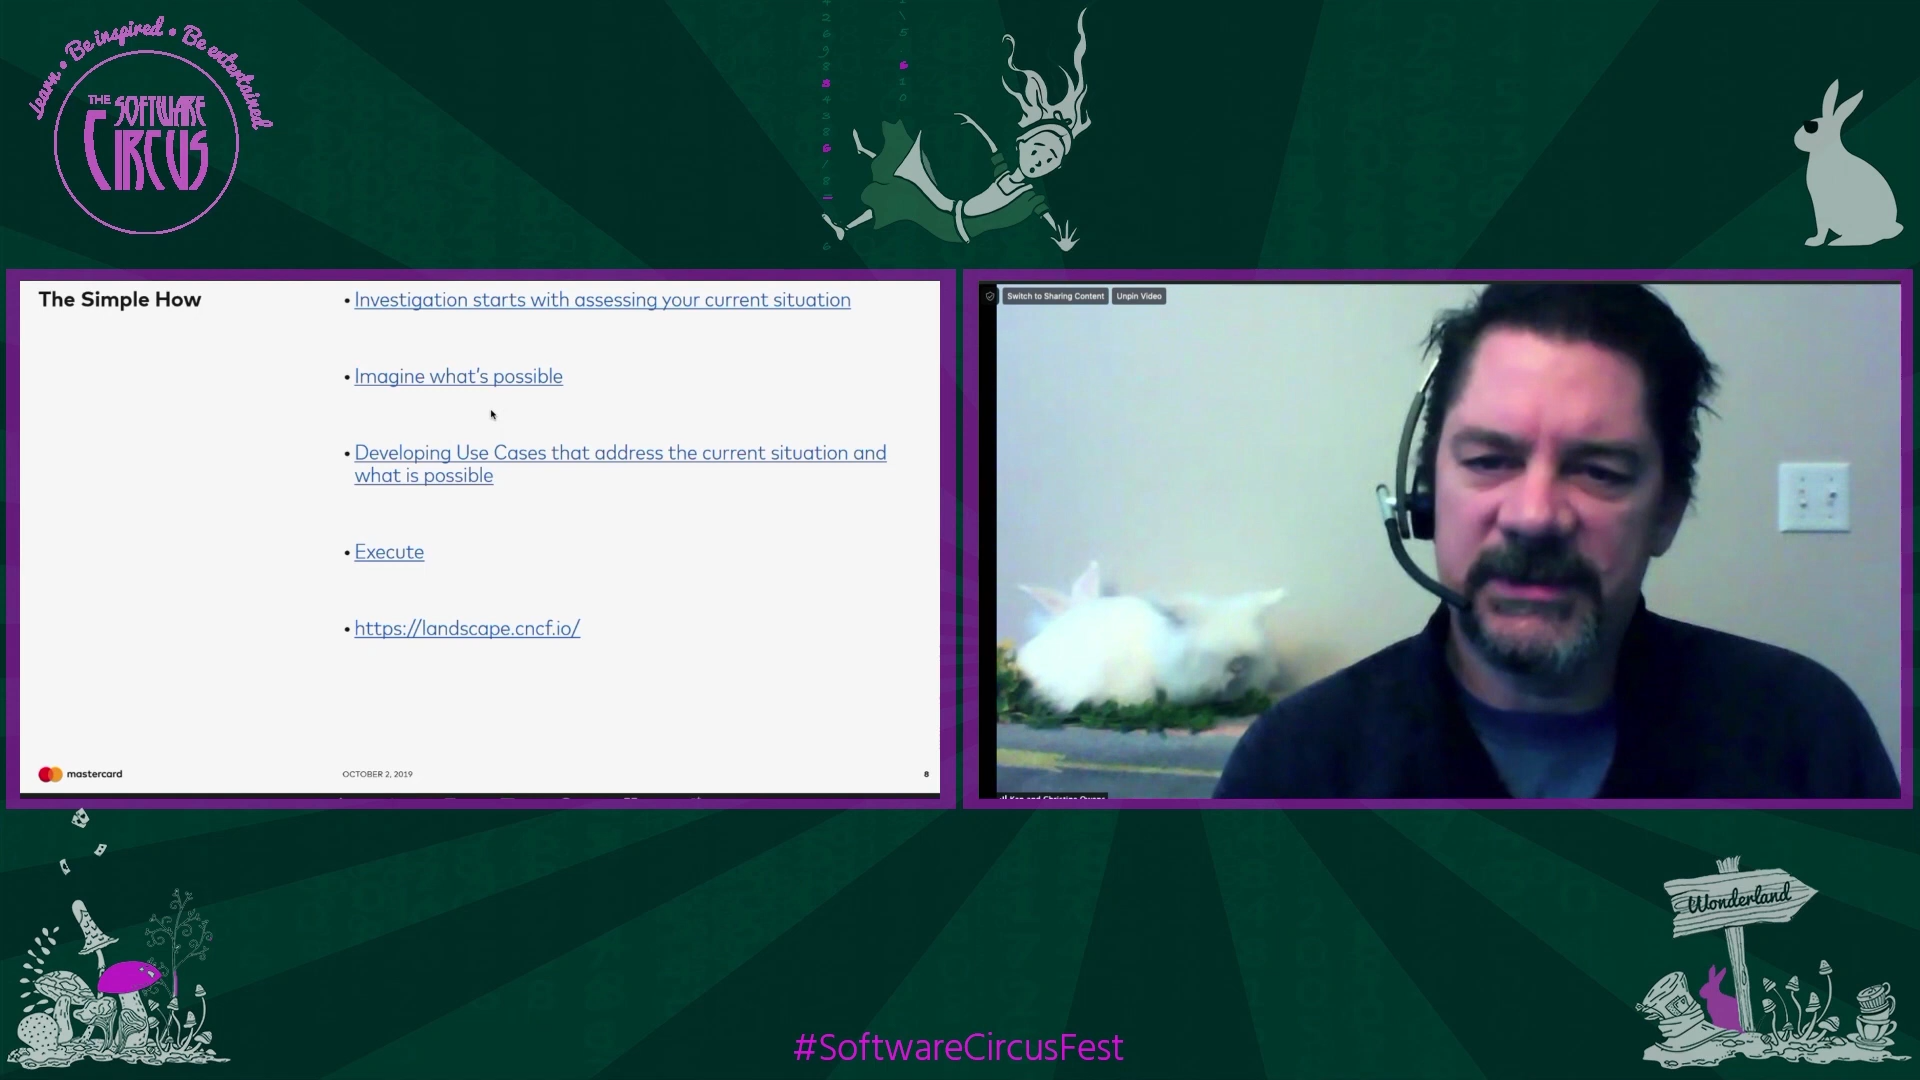 Learn • Be inspired • Be entertained
THE
SOFTWARE
CIRCUS
The Simple How
• Investigation starts with assessing your current situation
• Imagine what's possible
• Developing Use Cases that address the current situation and
what is possible
• Execute
• https://landscape.cncf.io/
mastercard
OCTOBER 2, 2019
8
Switch to Sharing Content
Unpin Video
Wonderland
#SoftwareCircusFest